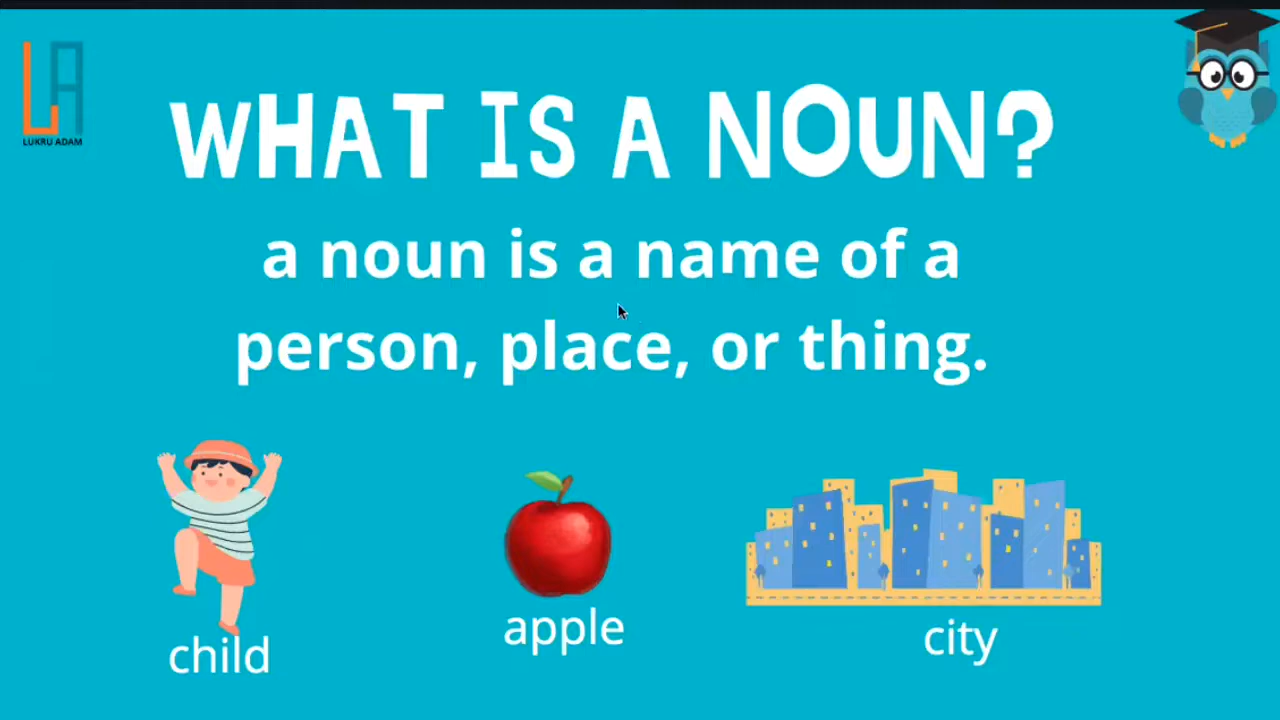 LUKRU ADAM
WHAT IS A NOUN?
a noun is a name of a
person, place, or thing.
child
apple
city